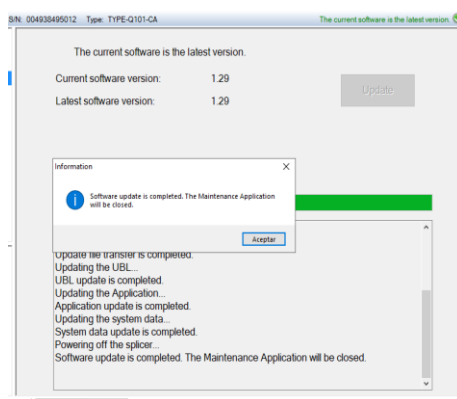 S/N: 004938495012 Type: TYPE-Q101-CA The current software is the latest version.
The current software is the latest version.
Current software version: 1.29
Latest software version: 1.29
Update
Information
Software update is completed. The Maintenance Application
will be closed.
Aceptar
Update file transfer is completed.
Updating the UBL...
UBL update is completed.
Updating the Application...
Application update is completed.
Updating the system data...
System data update is completed.
Powering off the splicer...
Software update is completed. The Maintenance Application will be closed.